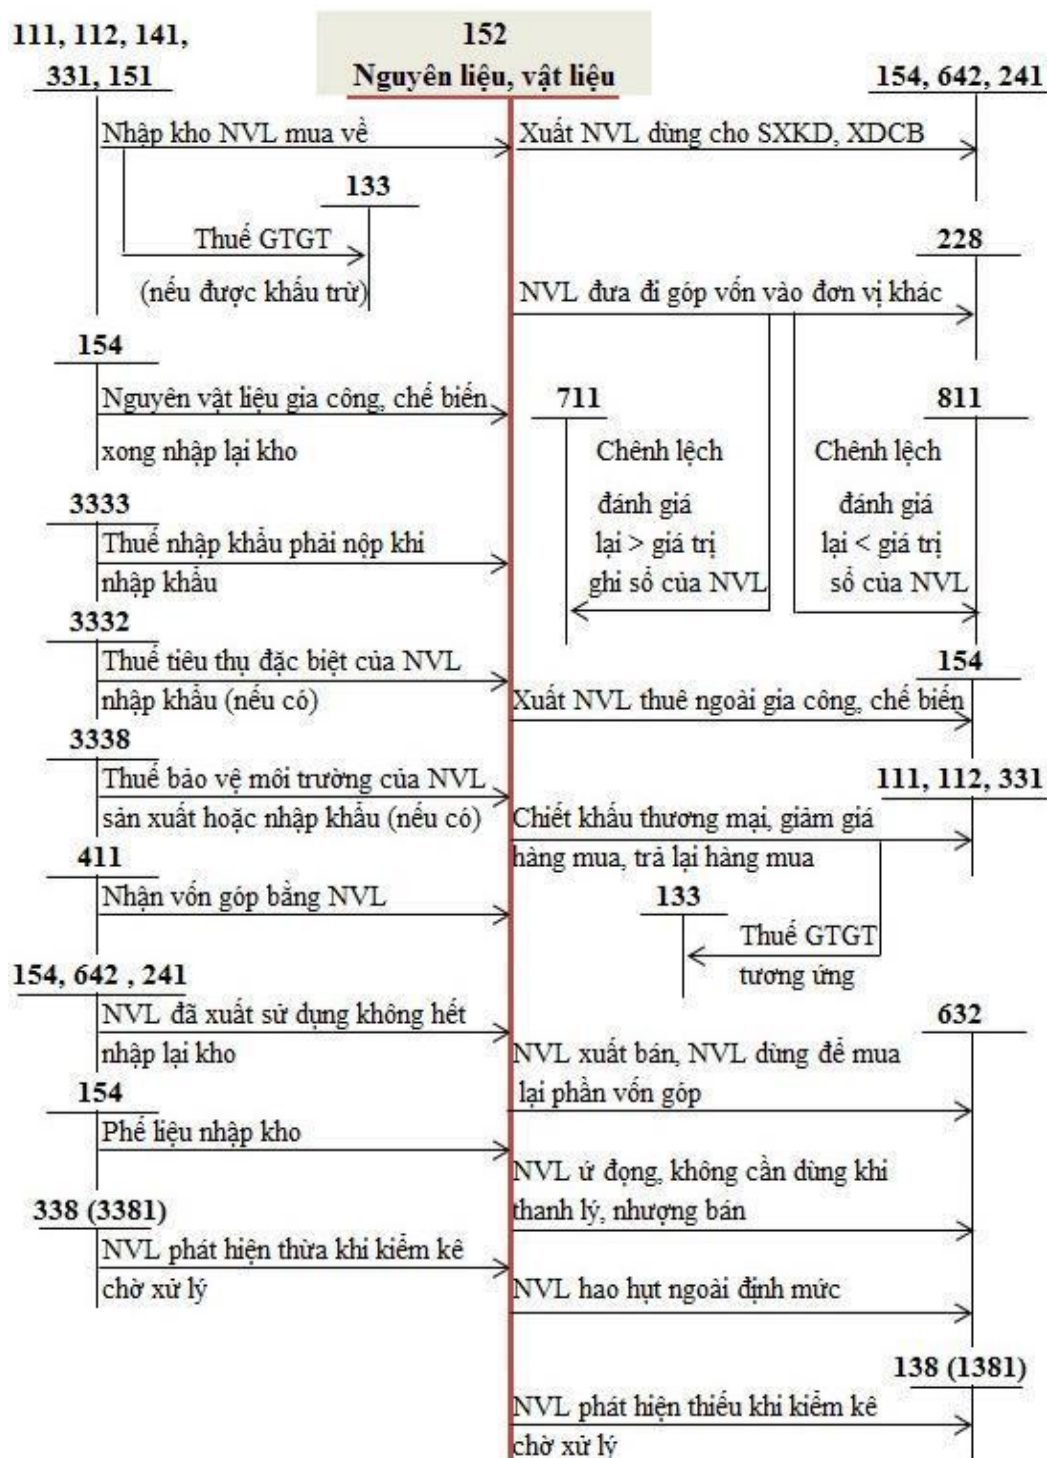 111, 112, 141,
331, 151
152
Nguyên liệu, vật liệu
154, 642, 241
Nhập kho NVL mua về
Xuất NVL dùng cho SXKD, XDCB
133
Thuế GTGT
(nếu được khấu trừ)
228
NVL đưa đi góp vốn vào đơn vị khác
154
Nguyên vật liệu gia công, chế biến
xong nhập lại kho
711
Chênh lệch
đánh giá
lại > giá trị
ghi sổ của NVL
811
Chênh lệch
đánh giá
lại < giá trị
sổ của NVL
3333
Thuế nhập khẩu phải nộp khi
nhập khẩu
3332
Thuế tiêu thụ đặc biệt của NVL
nhập khẩu (nếu có)
154
Xuất NVL thuê ngoài gia công, chế biến
3338
Thuế bảo vệ môi trường của NVL
sản xuất hoặc nhập khẩu (nếu có)
111, 112, 331
Chiết khấu thương mại, giảm giá
hàng mua, trả lại hàng mua
411
Nhận vốn góp bằng NVL
133
Thuế GTGT
tương ứng
154, 642 , 241
NVL đã xuất sử dụng không hết
nhập lại kho
632
NVL xuất bán, NVL dùng để mua
lại phần vốn góp
154
Phế liệu nhập kho
NVL ứ đọng, không cần dùng khi
thanh lý, nhượng bán
338 (3381)
NVL phát hiện thừa khi kiểm kê
chờ xử lý
NVL hao hụt ngoài định mức
138 (1381)
NVL phát hiện thiếu khi kiểm kê
chờ xử lý